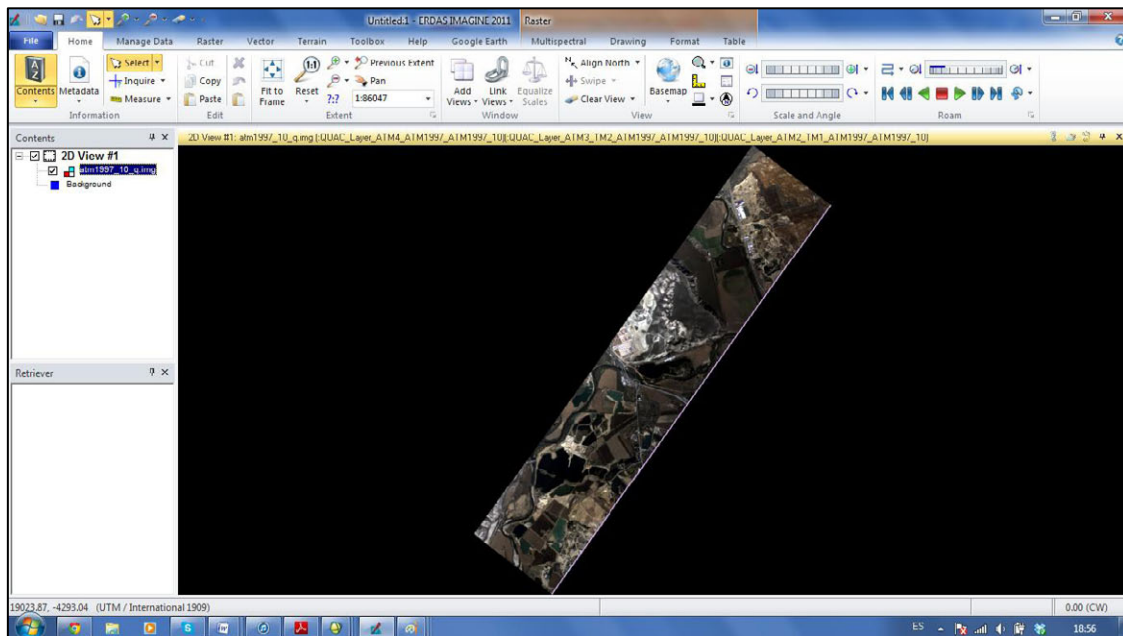 Untitled:1 - ERDAS IMAGINE 2011 Raster
File Home Manage Data Raster Vector Terrain Toolbox Help Google Earth Multispectral Drawing Format Table
Contents
Metadata
Select
Inquire
Measure
Information
Cut
Copy
Paste
Edit
Fit to Frame
1:1
Reset
Previous Extent
Pan
?:?
1:86047
Extent
Add Views
Link Views
Equalize Scales
Window
Align North
Swipe
Clear View
Basemap
View
Scale and Angle
Roam
Contents
2D View #1
atm1997_10_q.img
Background
2D View #1: atm1997_10_q.img (:QUAC_Layer_ATM4_ATM1997_ATM1997_10)(:QUAC_Layer_ATM3_TM2_ATM1997_ATM1997_10)(:QUAC_Layer_ATM2_TM1_ATM1997_ATM1997_10)
Retriever
19023.87, -4293.04 (UTM / International 1909)
0.00 (CW)
ES
18:56